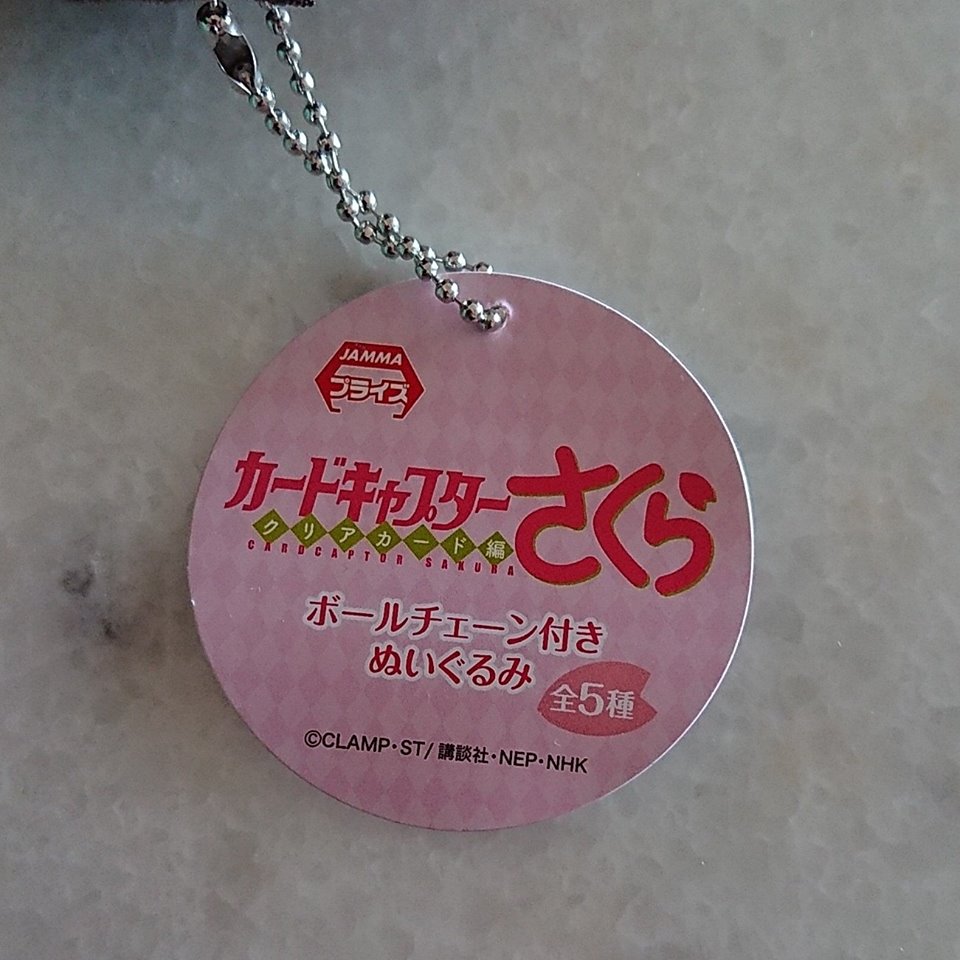 JAMMA
プライズ
カードキャプターさくら
クリアカード編
CARDCAPTOR SAKURA
ボールチェーン付き
ぬいぐるみ
全5種
©CLAMP・ST/講談社・NEP・NHK